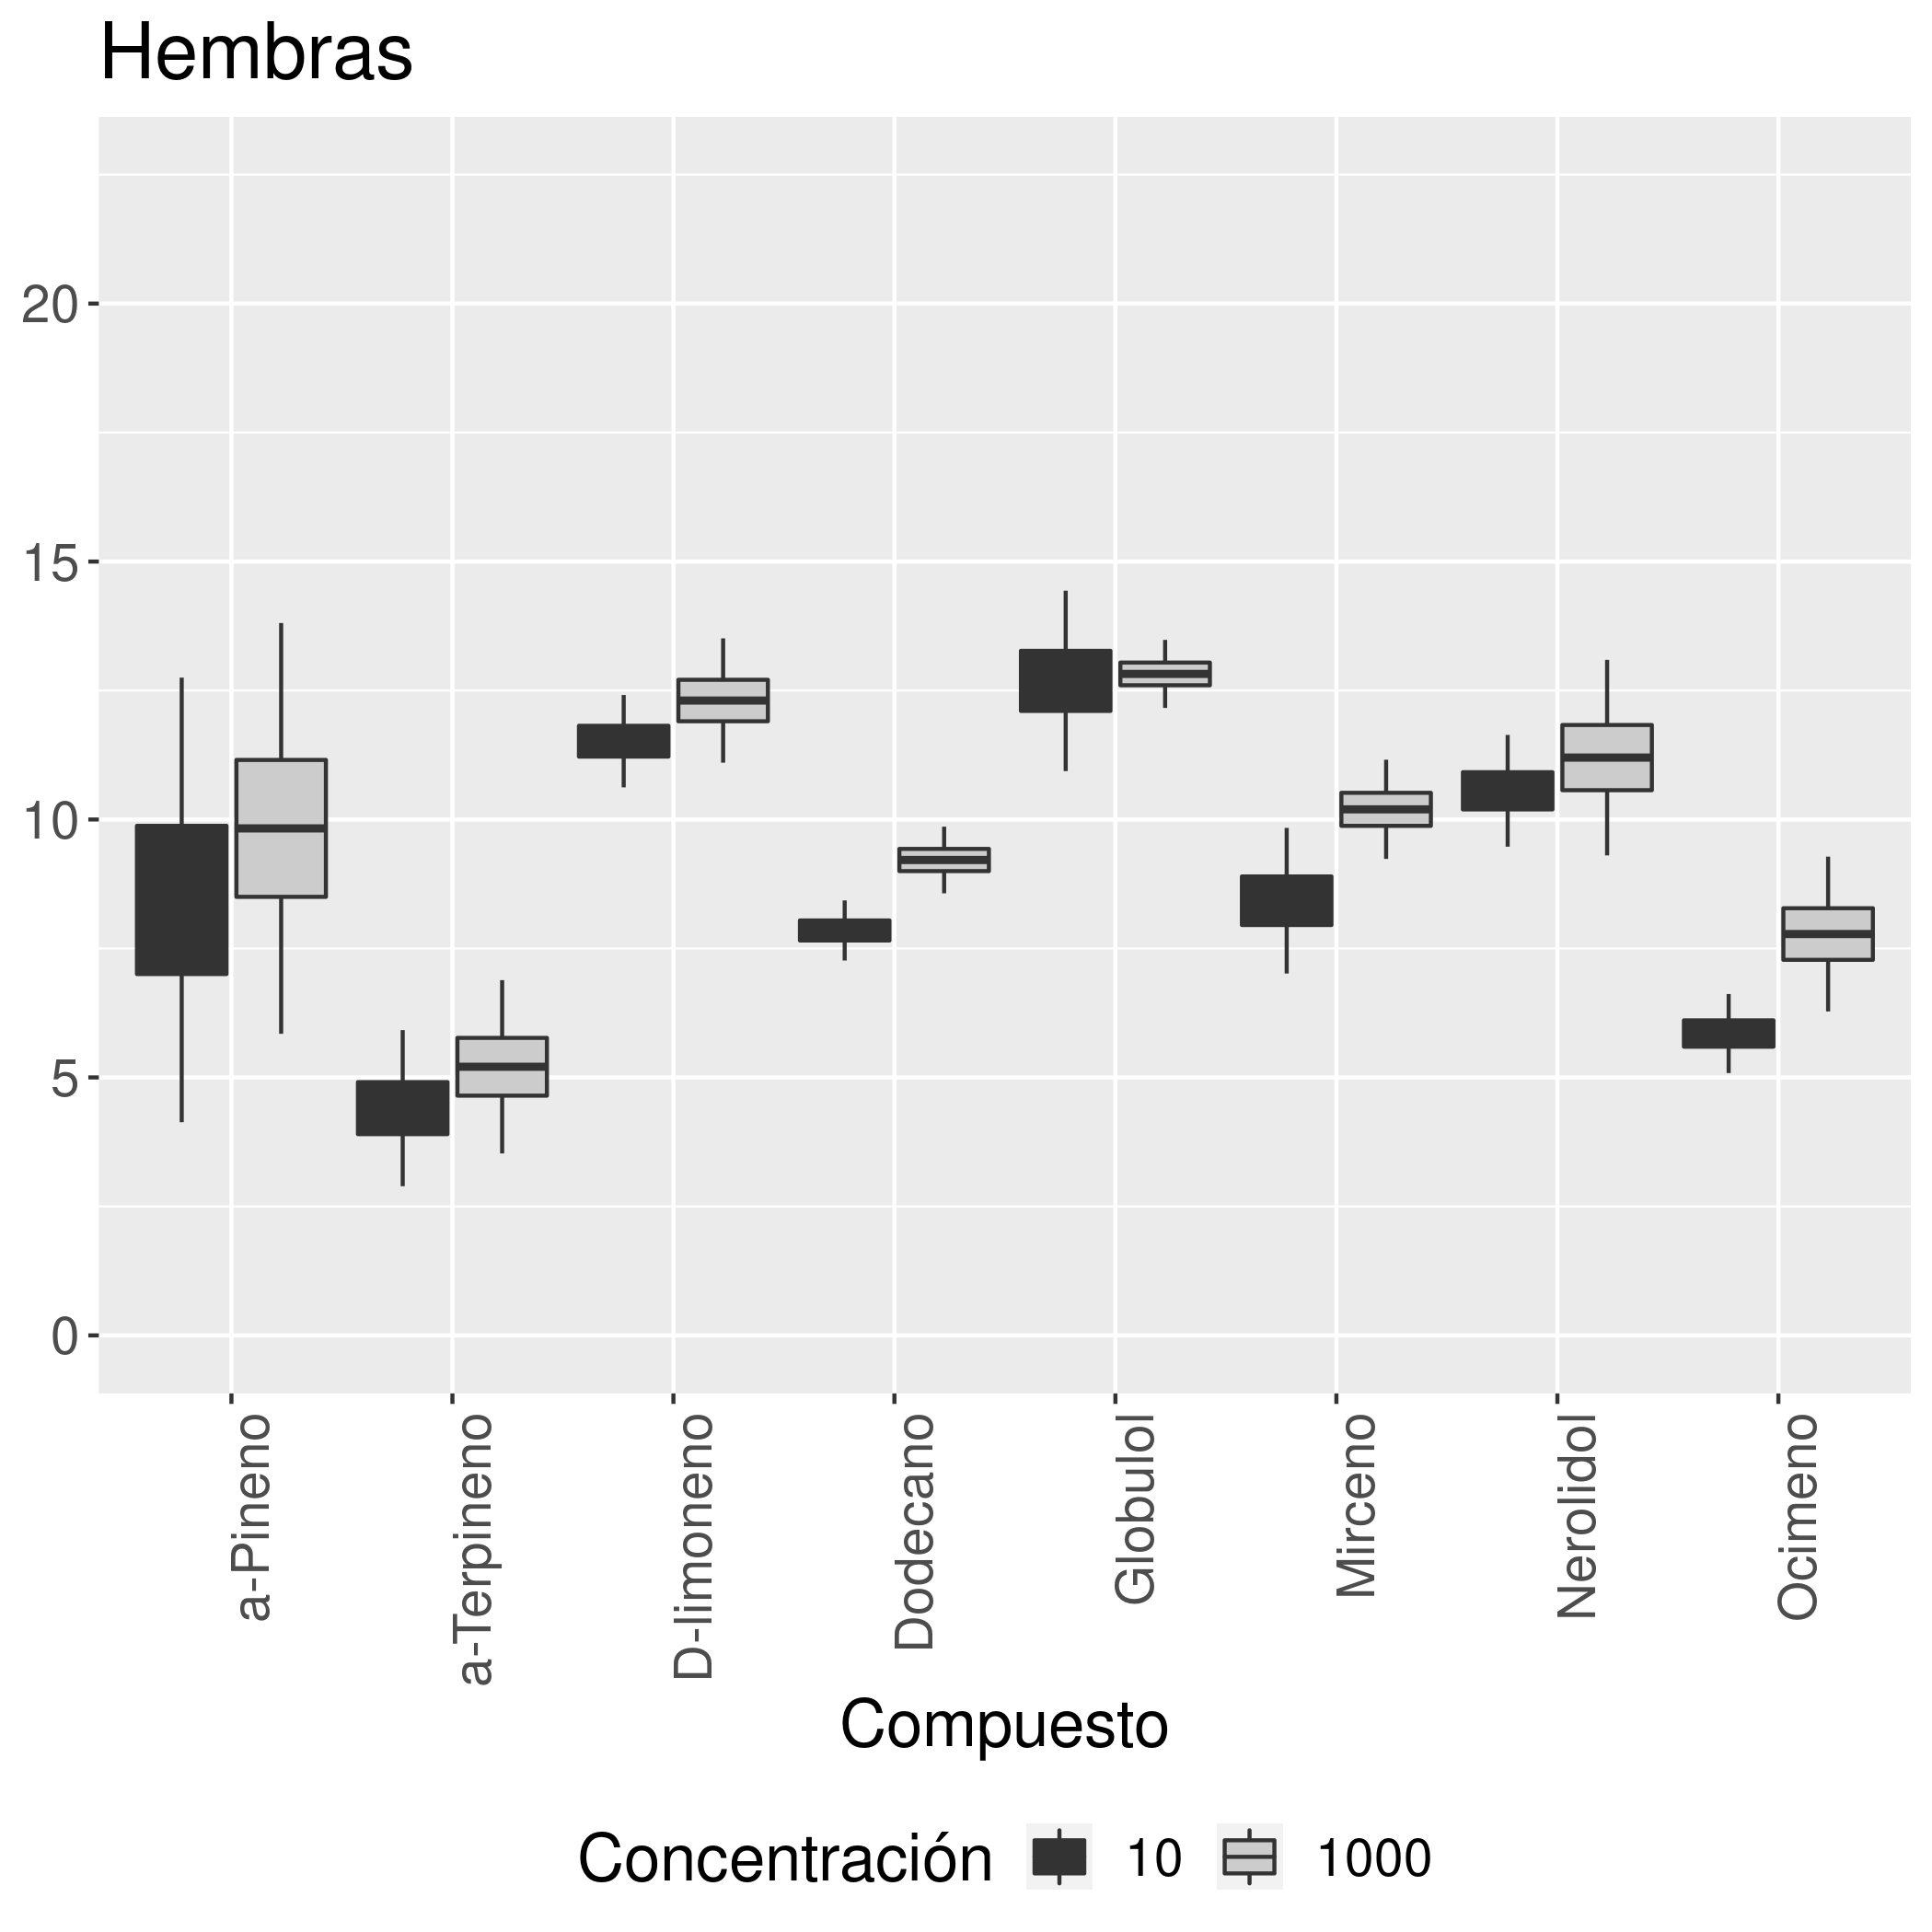 Hembras
20
15
10
5
0
a-Pineno
a-Terpineno
D-limoneno
Dodecano
Globulol
Mirceno
Nerolidol
Ocimeno
Compuesto
Concentración 10 1000